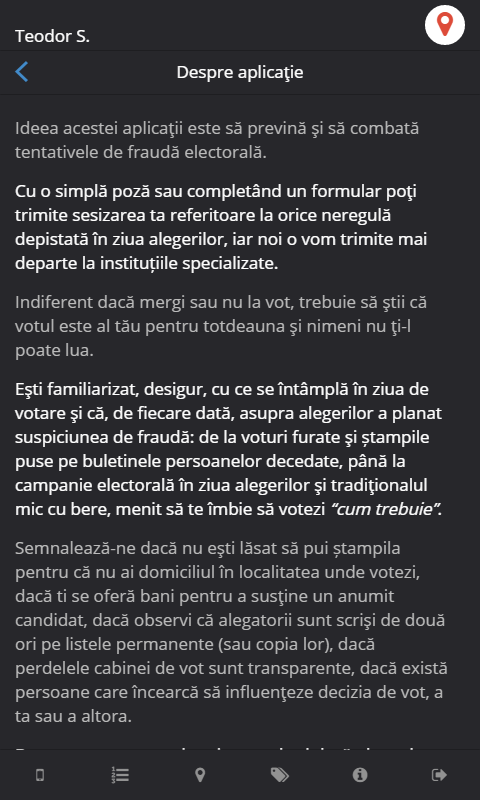 Teodor S.
Despre aplicaţie
Ideea acestei aplicaţii este să prevină şi să combată
tentativele de fraudă electorală.
Cu o simplă poză sau completând un formular poţi
trimite sesizarea ta referitoare la orice neregulă
depistată în ziua alegerilor, iar noi o vom trimite mai
departe la instituțiile specializate.
Indiferent dacă mergi sau nu la vot, trebuie să ştii că
votul este al tău pentru totdeauna şi nimeni nu ţi-l
poate lua.
Eşti familiarizat, desigur, cu ce se întâmplă în ziua de
votare şi că, de fiecare dată, asupra alegerilor a planat
suspiciunea de fraudă: de la voturi furate şi ștampile
puse pe buletinele persoanelor decedate, până la
campanie electorală în ziua alegerilor şi tradiţionalul
mic cu bere, menit să te îmbie să votezi “cum trebuie”.
Semnalează-ne dacă nu eşti lăsat să pui ștampila
pentru că nu ai domiciliul în localitatea unde votezi,
dacă ti se oferă bani pentru a susţine un anumit
candidat, dacă observi că alegatorii sunt scrişi de două
ori pe listele permanente (sau copia lor), dacă
perdelele cabinei de vot sunt transparente, dacă există
persoane care încearcă să influenţeze decizia de vot, a
ta sau a altora.